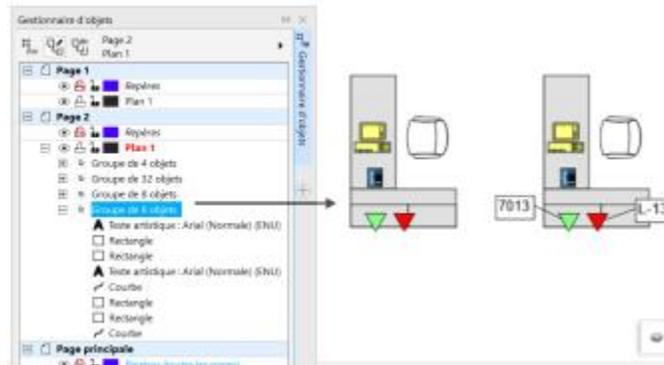 Gestionnaire d'objets
Page 2
Plan 1
Gestionnaire d'objets
Page 1
Repères
Plan 1
Page 2
Repères
Plan 1
Groupe de 4 objets
Groupe de 32 objets
Groupe de 8 objets
Groupe de 8 objets
A Texte artistique : Arial (Normale) (ENU)
Rectangle
Rectangle
A Texte artistique : Arial (Normale) (ENU)
Courbe
Rectangle
Rectangle
Courbe
Page principale
7013
L-13